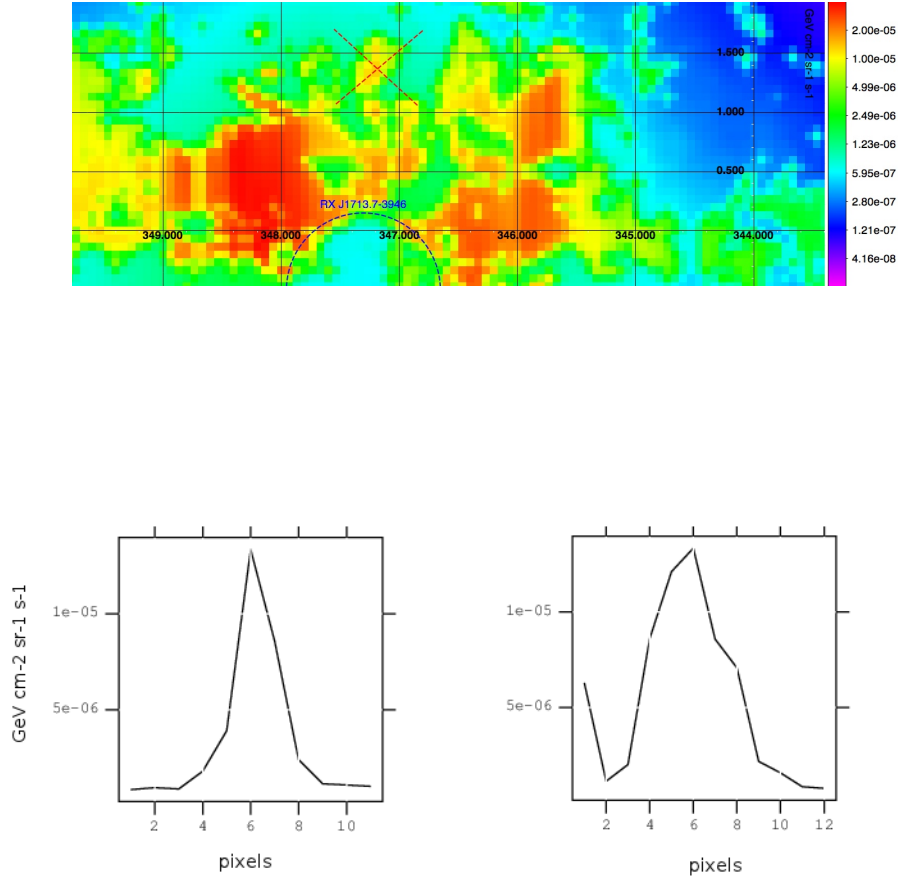 GeV cm-2 sr-1 s-1
2.00e-05
1.500
1.00e-05
4.99e-06
1.000
2.49e-06
1.23e-06
0.500
5.95e-07
2.80e-07
RX J1713.7-3946
1.21e-07
349.000 348.000 347.000 346.000 345.000 344.000
4.16e-08
GeV cm-2 sr-1 s-1
1e-05
5e-06
2 4 6 8 10
pixels
1e-05
5e-06
2 4 6 8 10 12
pixels